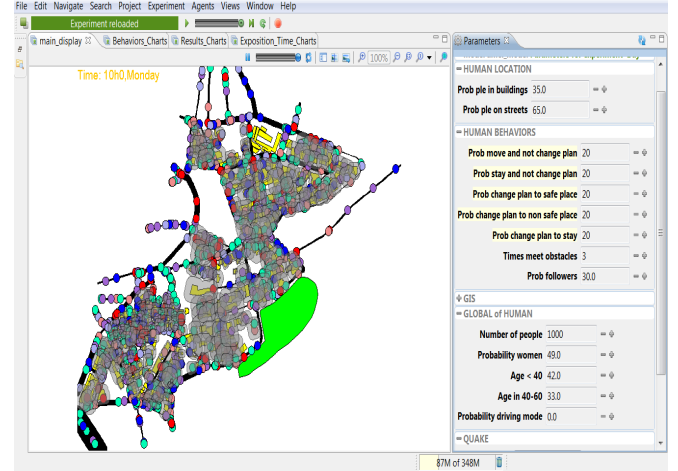 File Edit Navigate Search Project Experiment Agents Views Window Help
Experiment reloaded
main_display Behaviors_Charts Results_Charts Exposition_Time_Charts
100%
Time: 10h0,Monday
Parameters
HUMAN LOCATION
Prob ple in buildings 35.0
Prob ple on streets 65.0
HUMAN BEHAVIORS
Prob move and not change plan 20
Prob stay and not change plan 20
Prob change plan to safe place 20
Prob change plan to non safe place 20
Prob change plan to stay 20
Times meet obstacles 3
Prob followers 30.0
GIS
GLOBAL of HUMAN
Number of people 1000
Probability women 49.0
Age < 40 42.0
Age in 40-60 33.0
Probability driving mode 0.0
QUAKE
87M of 348M